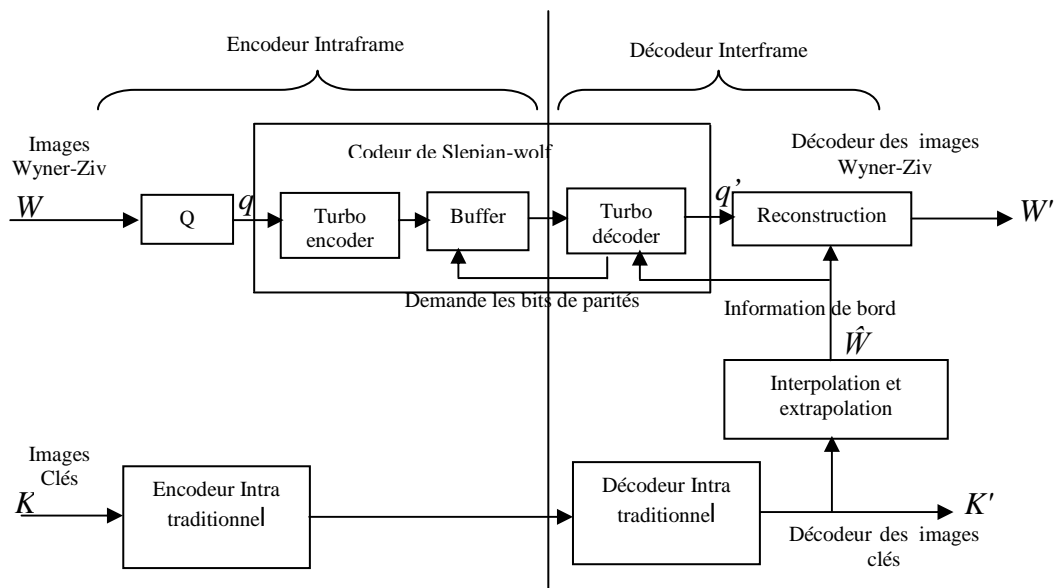 Encodeur Intraframe
Décodeur Interframe
Images
Wyner-Ziv
Codeur de Slepian-wolf
Décodeur des images
Wyner-Ziv
W
Q
q
Turbo
encoder
Buffer
Turbo
décoder
q'
Reconstruction
W'
Demande les bits de parités
Information de bord
Ŵ
Interpolation et
extrapolation
Images
Clés
K
Encodeur Intra
traditionnel
Décodeur Intra
traditionnel
K'
Décodeur des images
clés